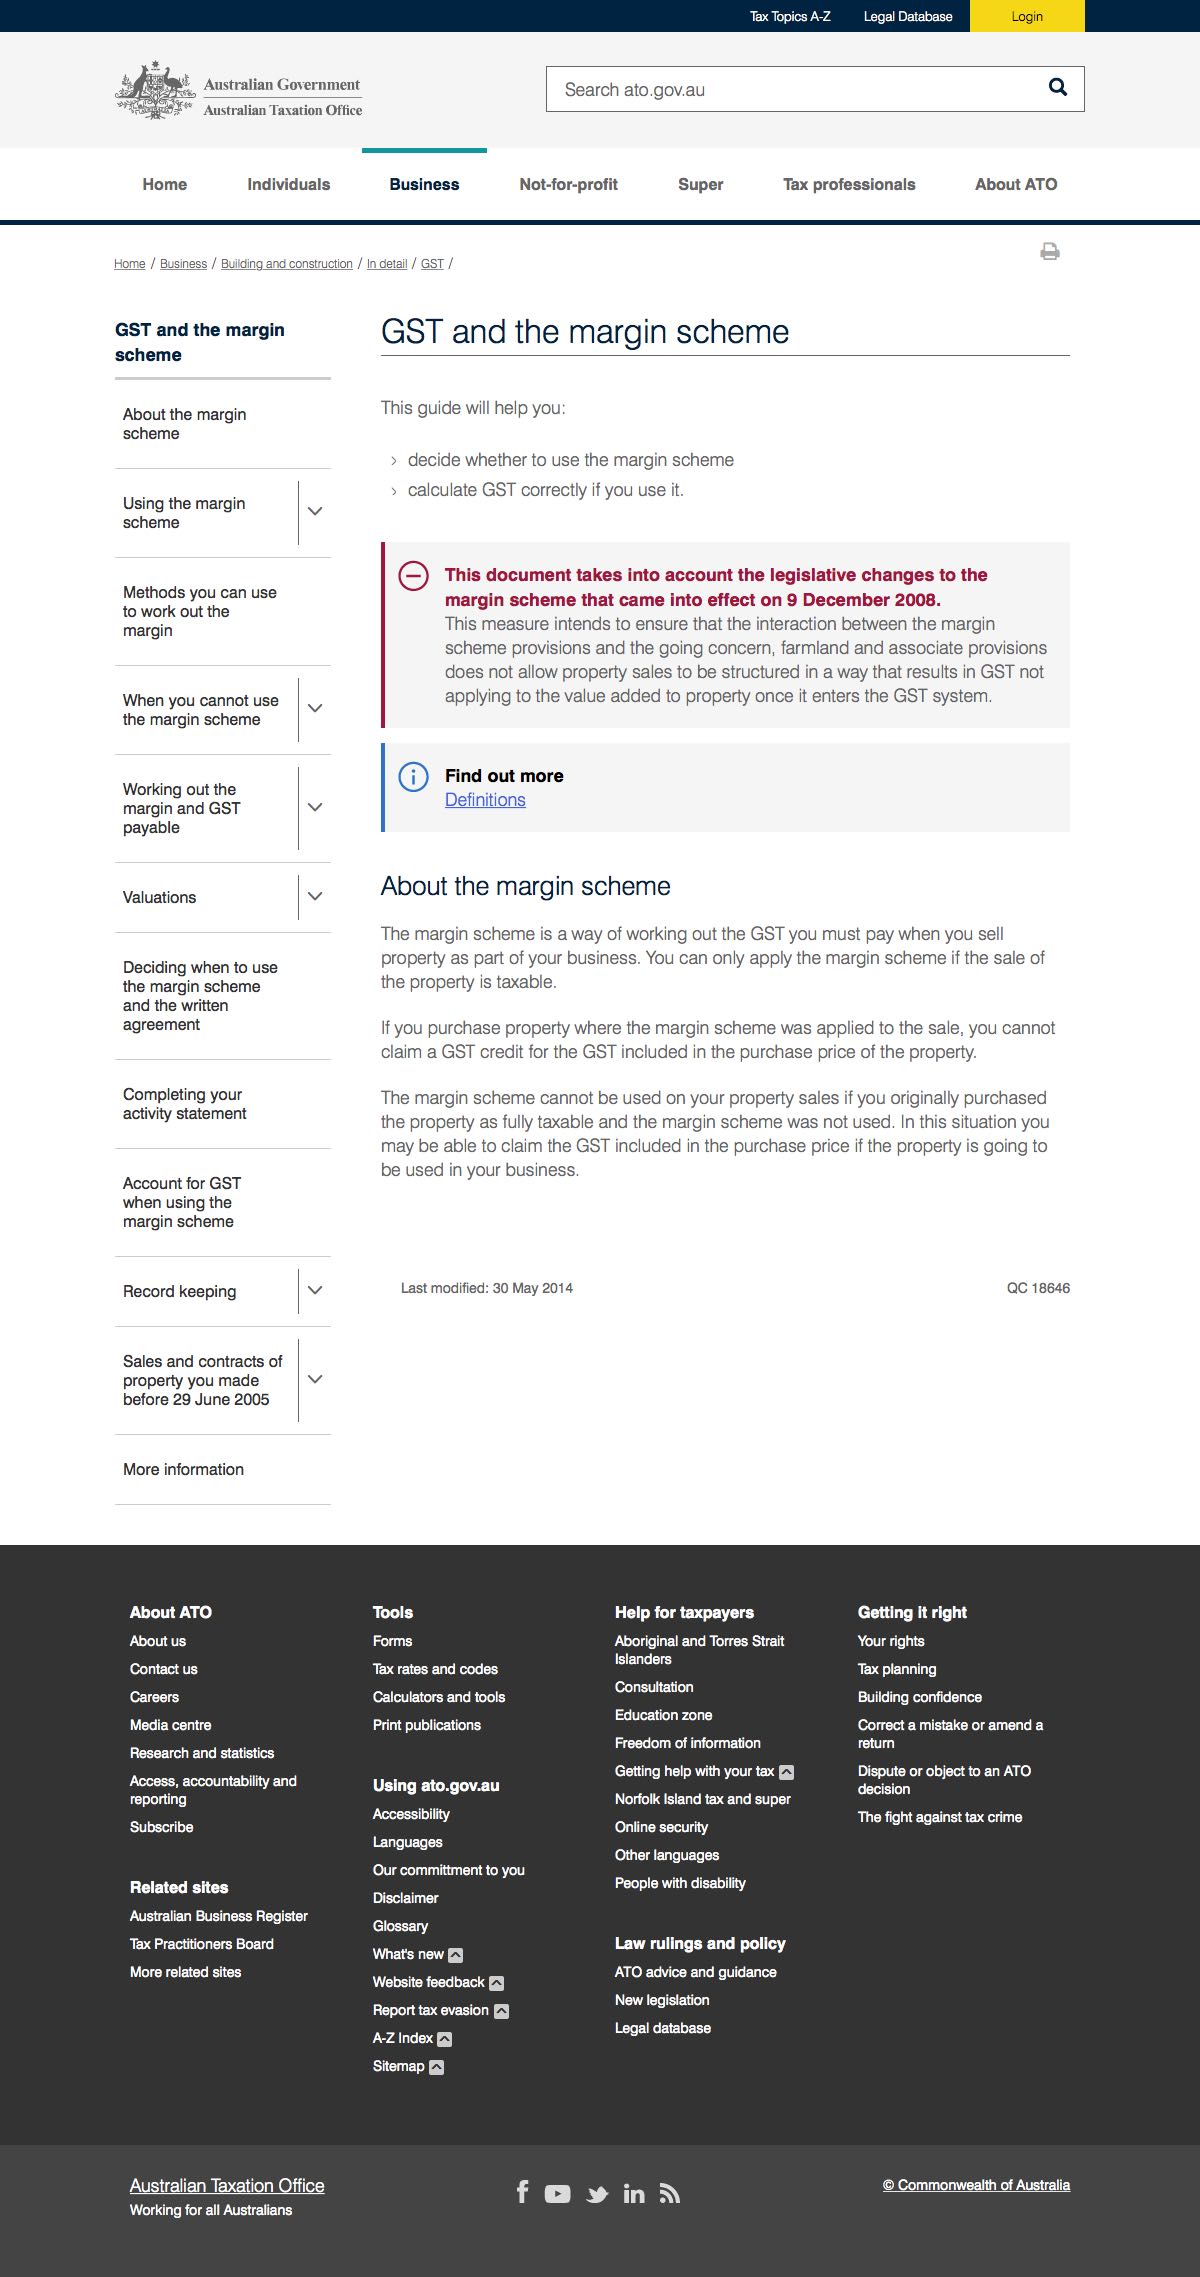 Tax Topics A-Z Legal Database Login
Australian Government
Australian Taxation Office
Search ato.gov.au
Home Individuals Business Not-for-profit Super Tax professionals About ATO
Home / Business / Building and construction / In detail / GST /
GST and the margin
scheme
About the margin
scheme
Using the margin
scheme
Methods you can use
to work out the
margin
When you cannot use
the margin scheme
Working out the
margin and GST
payable
Valuations
Deciding when to use
the margin scheme
and the written
agreement
Completing your
activity statement
Account for GST
when using the
margin scheme
Record keeping
Sales and contracts of
property you made
before 29 June 2005
More information
GST and the margin scheme
This guide will help you:
decide whether to use the margin scheme
calculate GST correctly if you use it.
This document takes into account the legislative changes to the
margin scheme that came into effect on 9 December 2008.
This measure intends to ensure that the interaction between the margin
scheme provisions and the going concern, farmland and associate provisions
does not allow property sales to be structured in a way that results in GST not
applying to the value added to property once it enters the GST system.
Find out more
Definitions
About the margin scheme
The margin scheme is a way of working out the GST you must pay when you sell
property as part of your business. You can only apply the margin scheme if the sale of
the property is taxable.
If you purchase property where the margin scheme was applied to the sale, you cannot
claim a GST credit for the GST included in the purchase price of the property.
The margin scheme cannot be used on your property sales if you originally purchased
the property as fully taxable and the margin scheme was not used. In this situation you
may be able to claim the GST included in the purchase price if the property is going to
be used in your business.
Last modified: 30 May 2014 QC 18646
About ATO
About us
Contact us
Careers
Media centre
Research and statistics
Access, accountability and
reporting
Subscribe
Related sites
Australian Business Register
Tax Practitioners Board
More related sites
Tools
Forms
Tax rates and codes
Calculators and tools
Print publications
Using ato.gov.au
Accessibility
Languages
Our committment to you
Disclaimer
Glossary
What's new
Website feedback
Report tax evasion
A-Z Index
Sitemap
Help for taxpayers
Aboriginal and Torres Strait
Islanders
Consultation
Education zone
Freedom of information
Getting help with your tax
Norfolk Island tax and super
Online security
Other languages
People with disability
Law rulings and policy
ATO advice and guidance
New legislation
Legal database
Getting it right
Your rights
Tax planning
Building confidence
Correct a mistake or amend a
return
Dispute or object to an ATO
decision
The fight against tax crime
Australian Taxation Office
Working for all Australians
© Commonwealth of Australia